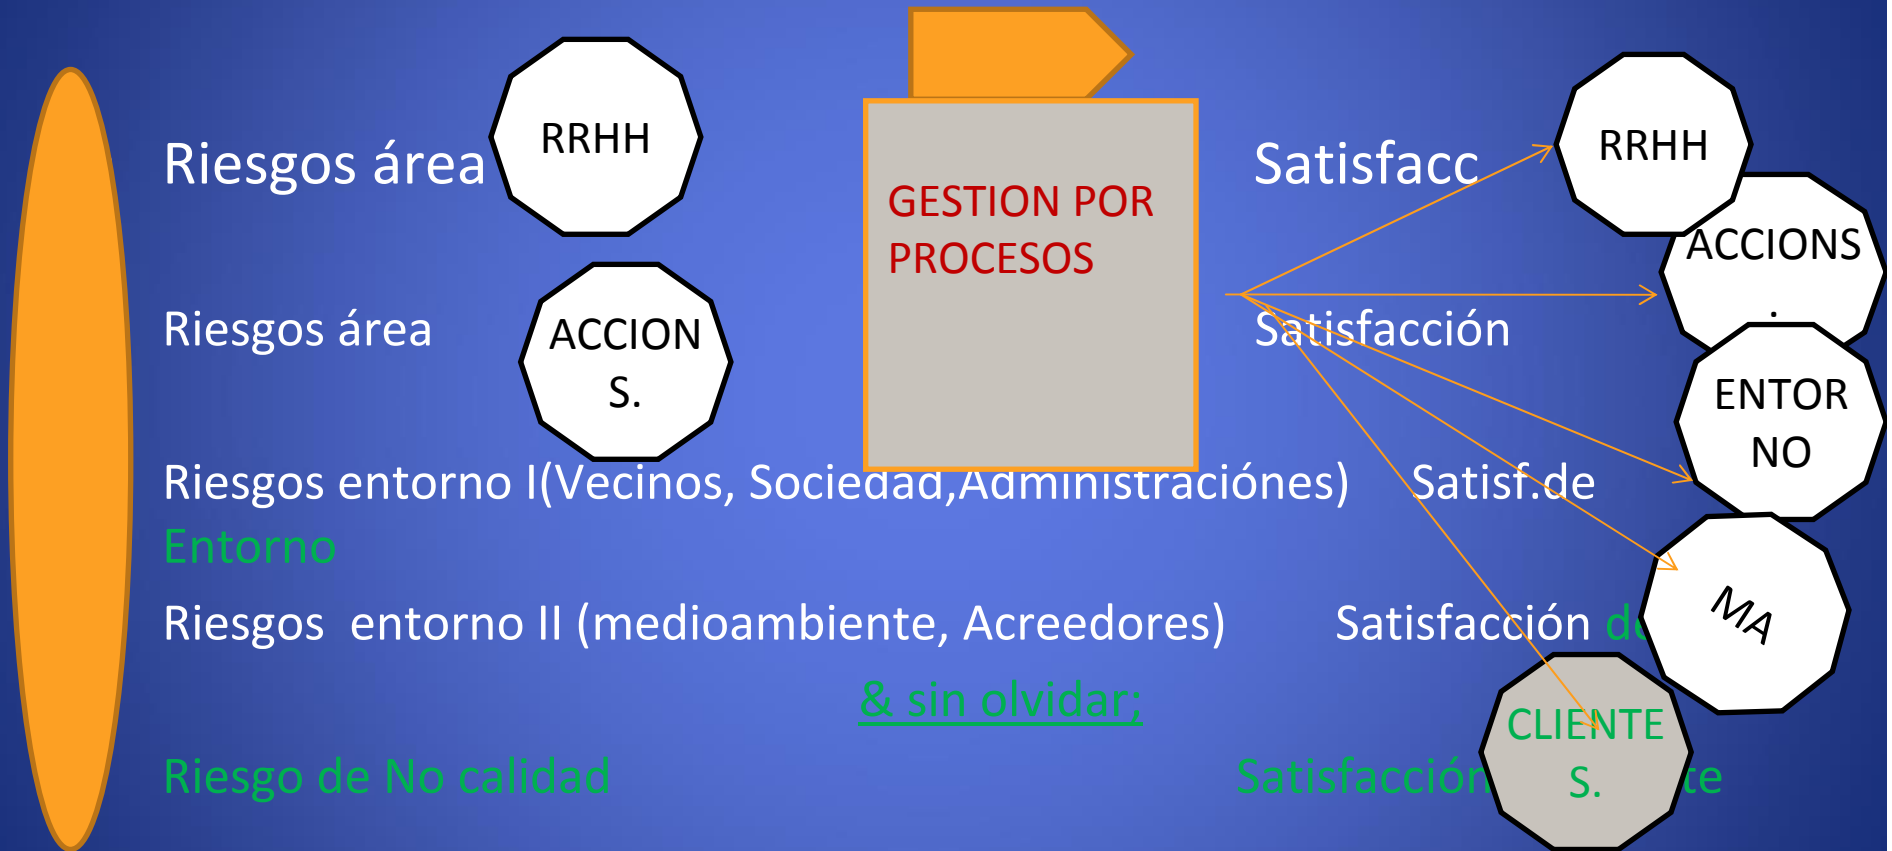 Riesgos área
RRHH
GESTION POR
PROCESOS
Satisfacc
RRHH
Riesgos área
ACCION
S.
Satisfacción
ACCIONS
.
Riesgos entorno I(Vecinos, Sociedad,Administraciónes) Satisf.de
Entorno
ENTOR
NO
Riesgos entorno II (medioambiente, Acreedores) Satisfacción de
MA
& sin olvidar;
Riesgo de No calidad
Satisfacción
te
CLIENTE
S.